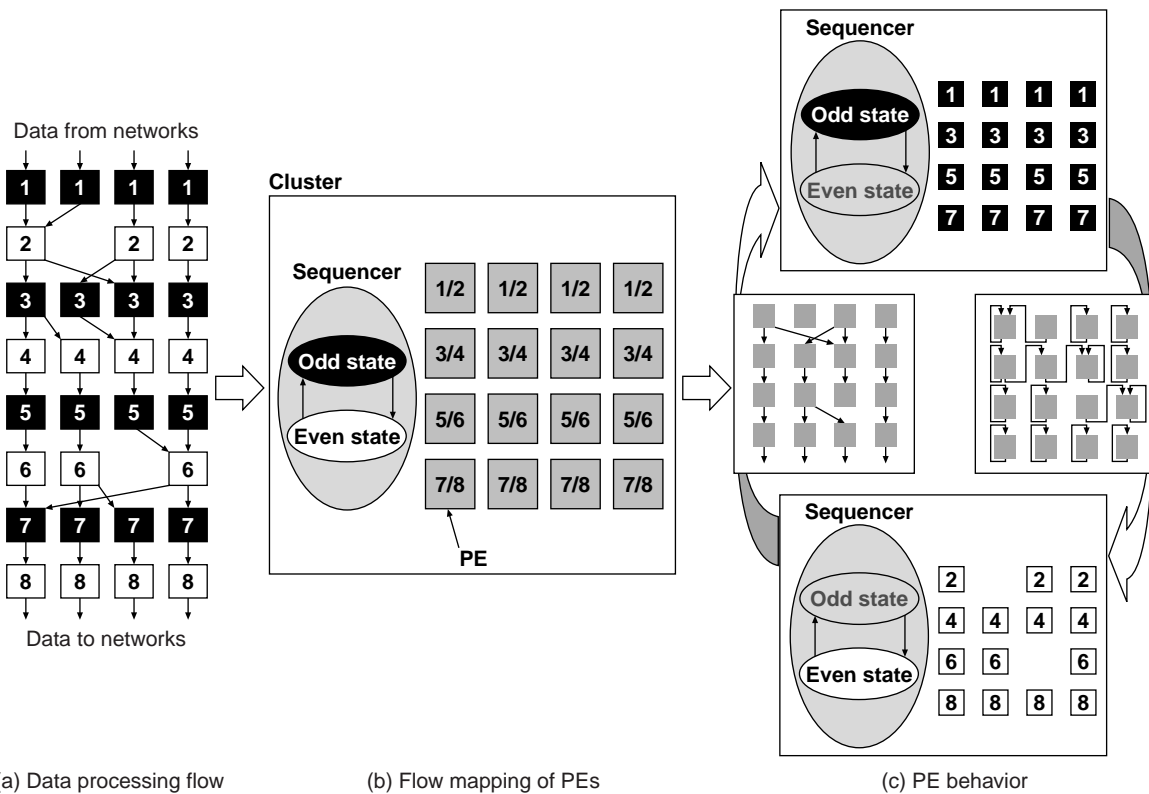 Data from networks
1 1 1 1
2 2 2
3 3 3 3
4 4 4 4
5 5 5 5
6 6 6
7 7 7 7
8 8 8 8
Data to networks
(a) Data processing flow
Cluster
Sequencer
Odd state
Even state
1/2 1/2 1/2 1/2
3/4 3/4 3/4 3/4
5/6 5/6 5/6 5/6
7/8 7/8 7/8 7/8
PE
(b) Flow mapping of PEs
Sequencer
Odd state
Even state
1 1 1 1
3 3 3 3
5 5 5 5
7 7 7 7
Sequencer
Odd state
Even state
2 2 2
4 4 4 4
6 6 6
8 8 8 8
(c) PE behavior